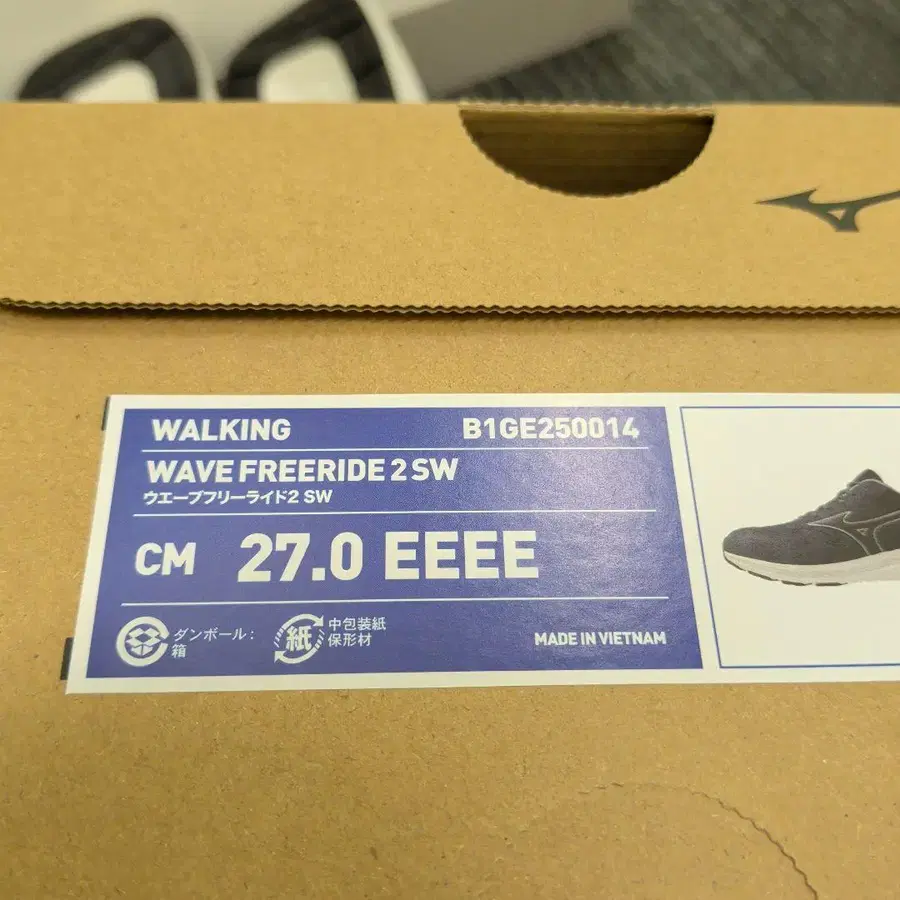 WALKING B1GE250014
WAVE FREERIDE 2 SW
ウエーブフリーライド2 SW
CM 27.0 EEEE
ダンボール:
箱
紙
中包装紙
保形材
MADE IN VIETNAM